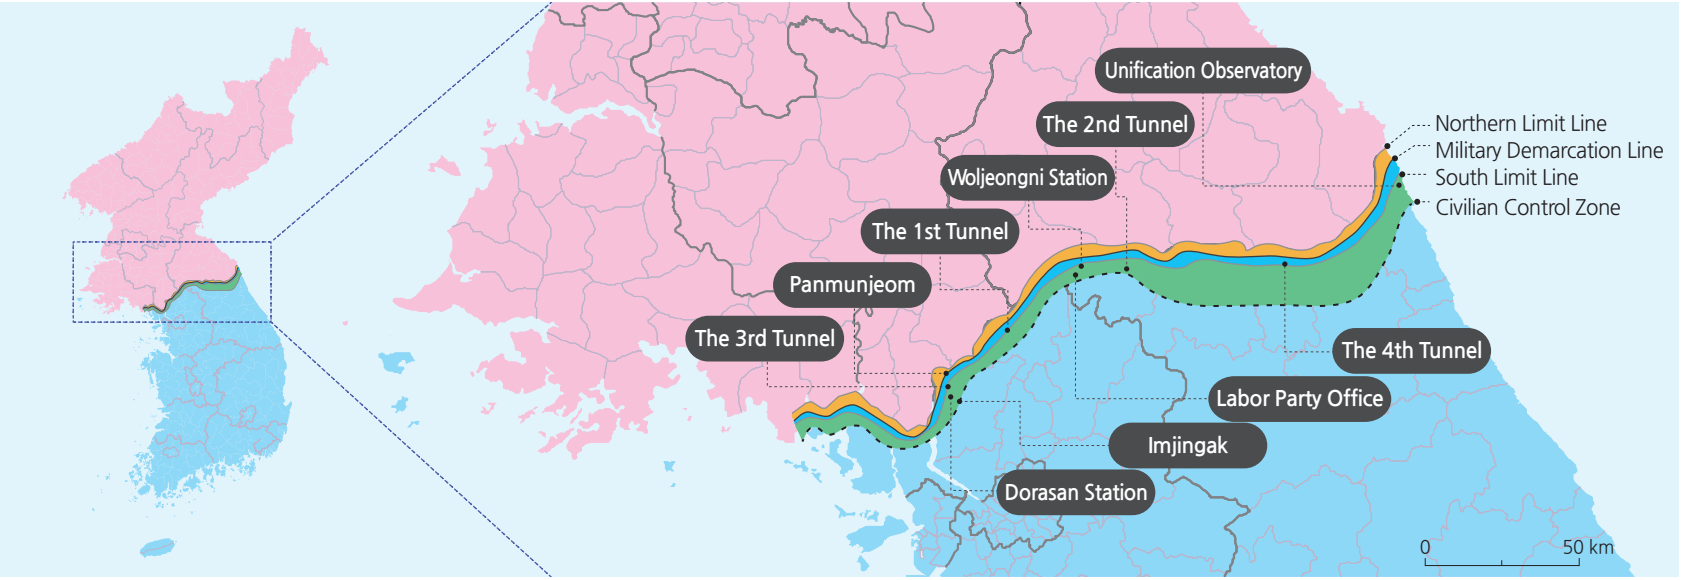 Unification Observatory
The 2nd Tunnel
Northern Limit Line
Military Demarcation Line
Woljeongni Station
South Limit Line
Civilian Control Zone
The 1st Tunnel
Panmunjeom
The 3rd Tunnel
The 4th Tunnel
Labor Party Office
Imjingak
Dorasan Station
0 50 km